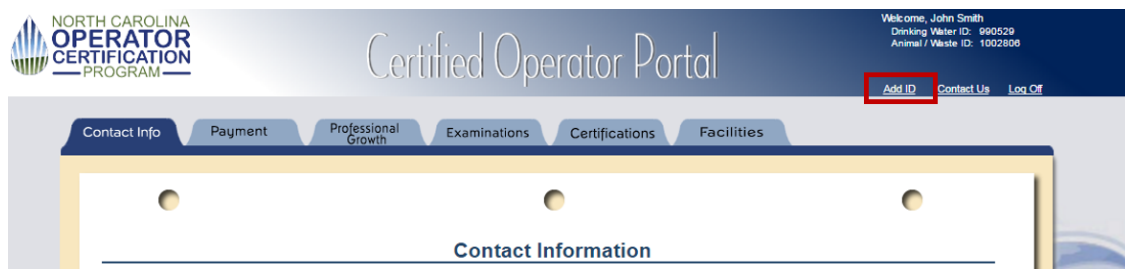 NORTH CAROLINA
OPERATOR
CERTIFICATION
PROGRAM
Certified Operator Portal
Welcome, John Smith
Drinking Water ID: 990529
Animal / Waste ID: 1002806
Add ID Contact Us Log Off
Contact Info Payment Professional Growth Examinations Certifications Facilities
Contact Information